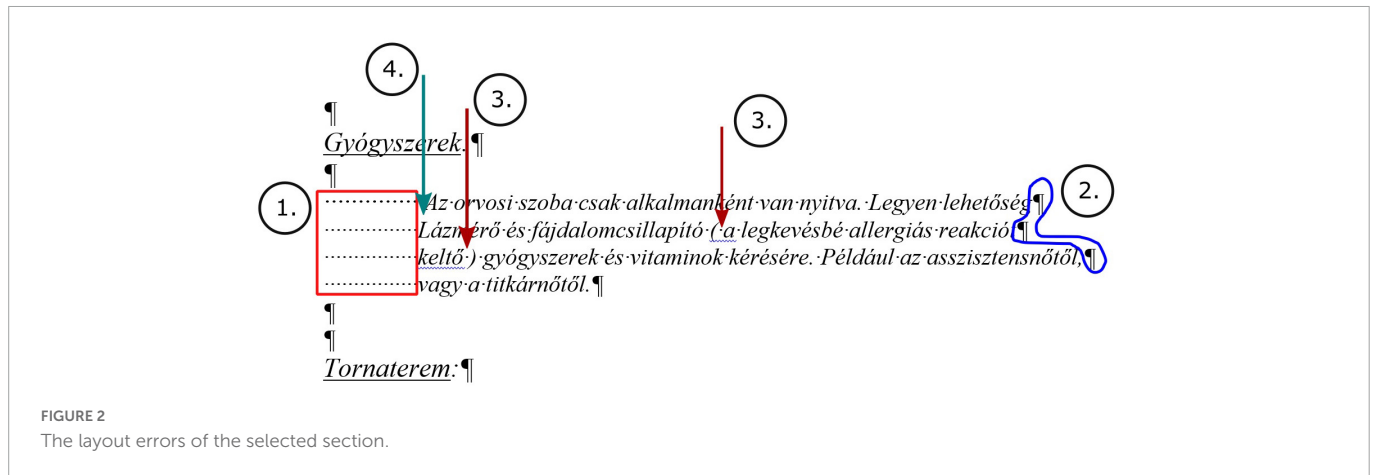 4.
3.
3.
¶
Gyógyszerek.¶
¶
1.
2.
················Az·orvosi·szoba·csak·alkalmanként·van·nyitva.·Legyen·lehetőség¶
················Lázmérő·és·fájdalomcsillapító·(·a·legkevésbé·allergiás·reakció¶
················keltő·)·gyógyszerek·és·vitaminok·kérésére.·Például·az·asszisztensnőtől,¶
················vagy·a·titkárnőtől.¶
¶
¶
Tornaterem:¶
FIGURE 2
The layout errors of the selected section.